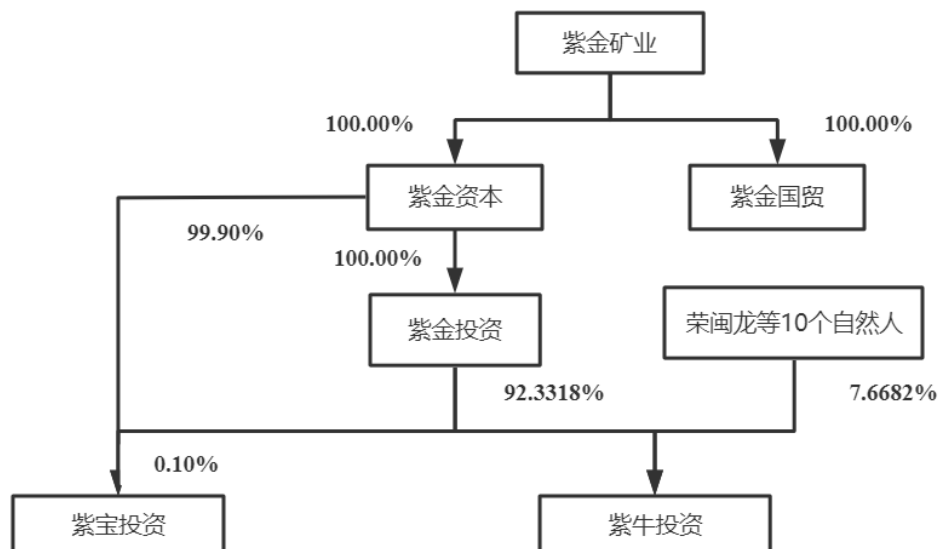 紫金矿业
100.00%
100.00%
紫金资本
紫金国贸
99.90%
100.00%
紫金投资
荣闽龙等10个自然人
92.3318%
7.6682%
0.10%
紫宝投资
紫牛投资